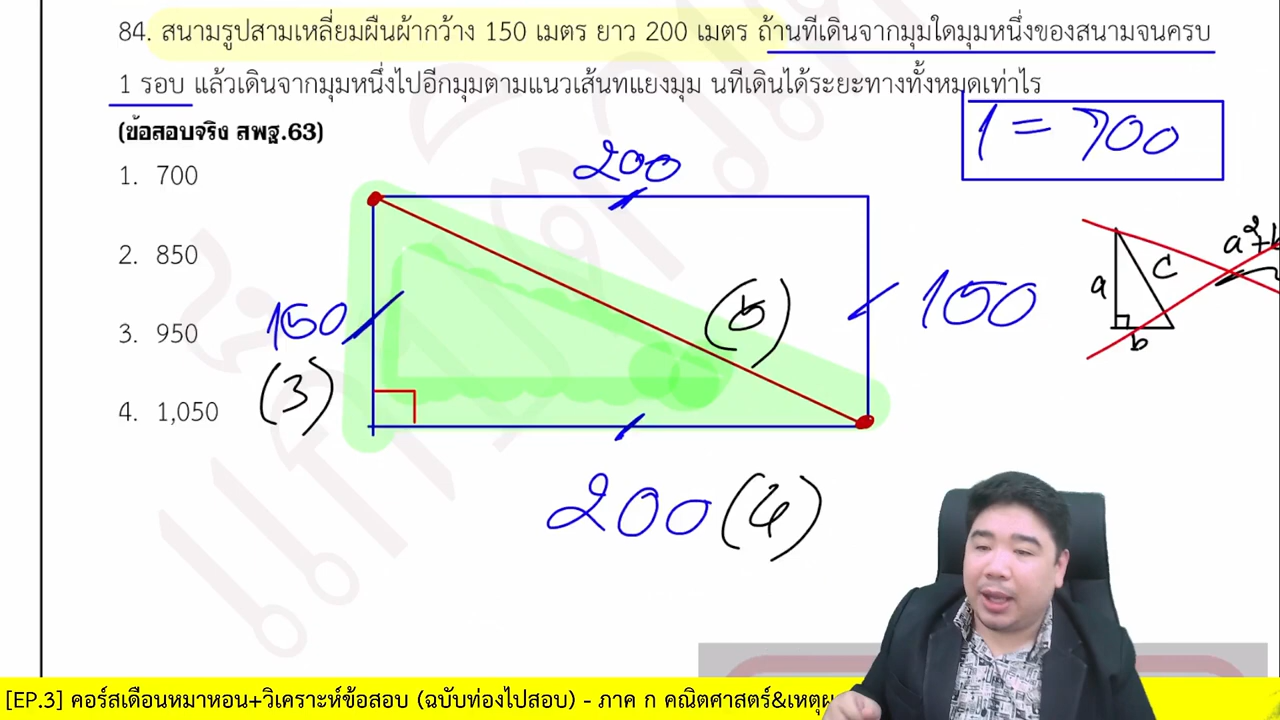 84. สนามรูปสามเหลี่ยมผืนผ้ากว้าง 150 เมตร ยาว 200 เมตร ถ้านทีเดินจากมุมใดมุมหนึ่งของสนามจนครบ
1 รอบ แล้วเดินจากมุมหนึ่งไปอีกมุมตามแนวเส้นทแยงมุม นทีเดินได้ระยะทางทั้งหมดเท่าไร
(ข้อสอบจริง สพฐ.63)
1 = 700
1. 700
200
2. 850
a
c
b
3. 950
150
(5)
150
(3)
4. 1,050
200 (4)
[EP.3] คอร์สเดือนหมาหอน+วิเคราะห์ข้อสอบ (ฉบับท่องไปสอบ) - ภาค ก คณิตศาสตร์&